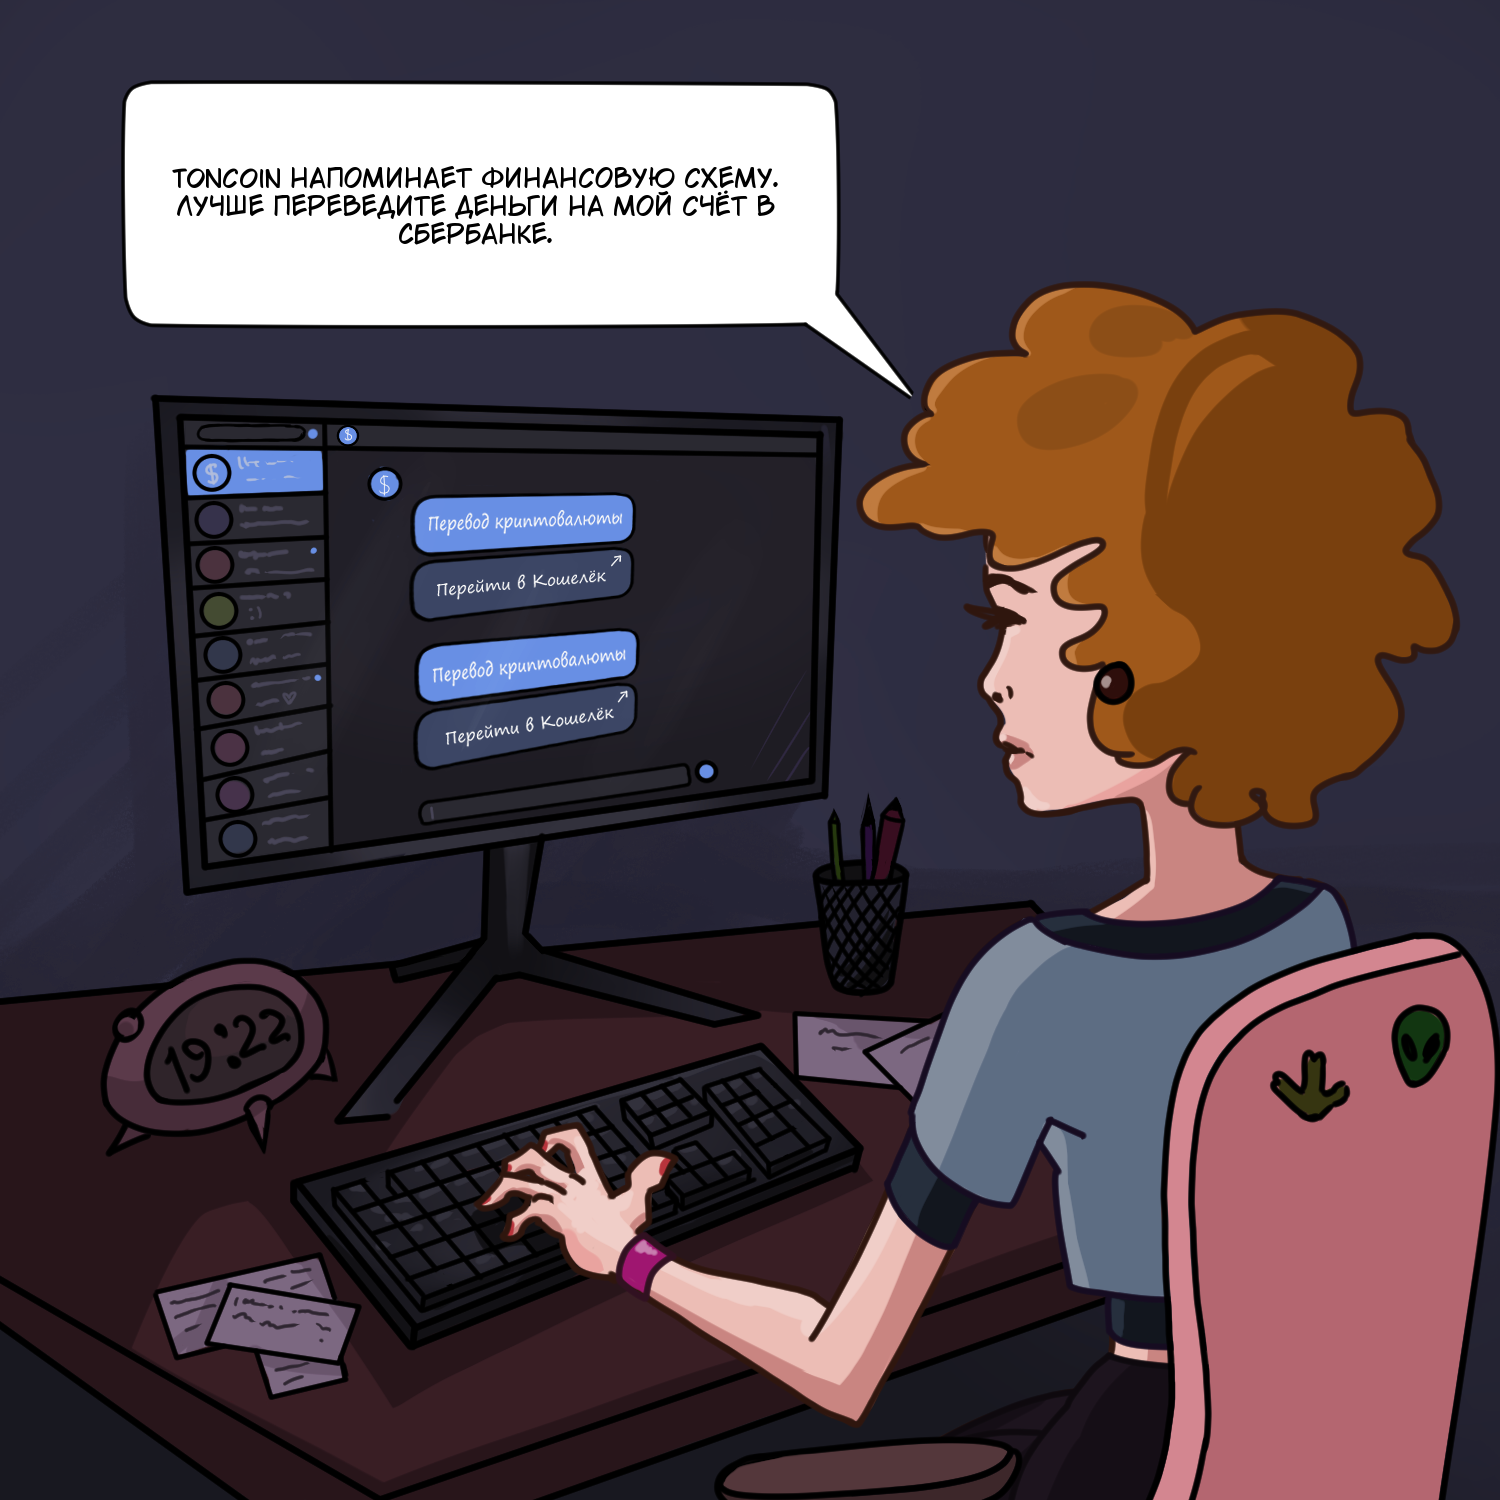 TONCOIN НАПОМИНАЕТ ФИНАНСОВУЮ СХЕМУ.
ЛУЧШЕ ПЕРЕВЕДИТЕ ДЕНЬГИ НА МОЙ СЧЁТ В
СБЕРБАНКЕ.
$
$
$
Перевод криптовалюты
Перейти в Кошелёк
:)
Перевод криптовалюты
Перейти в Кошелёк
19:22